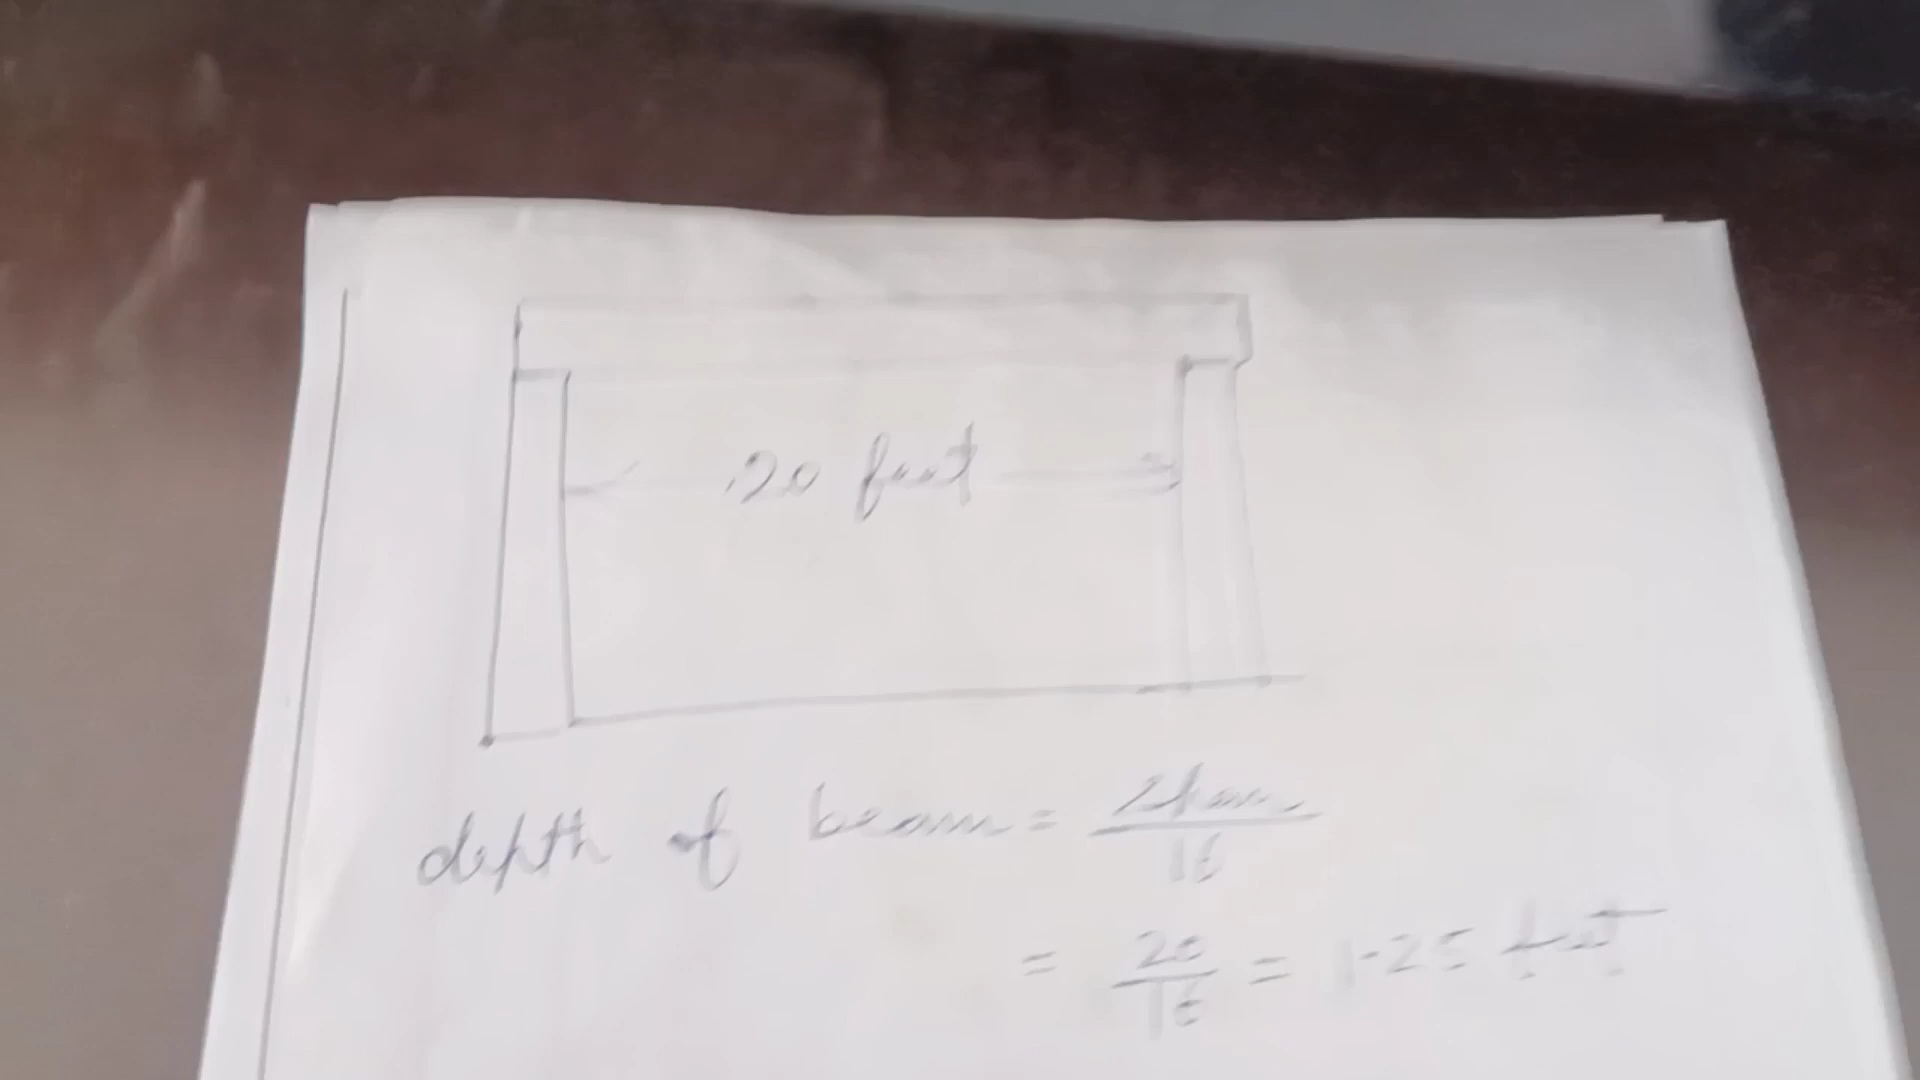 20 feet
depth of beam = Span/16
= 20/16 = 1.25 feet